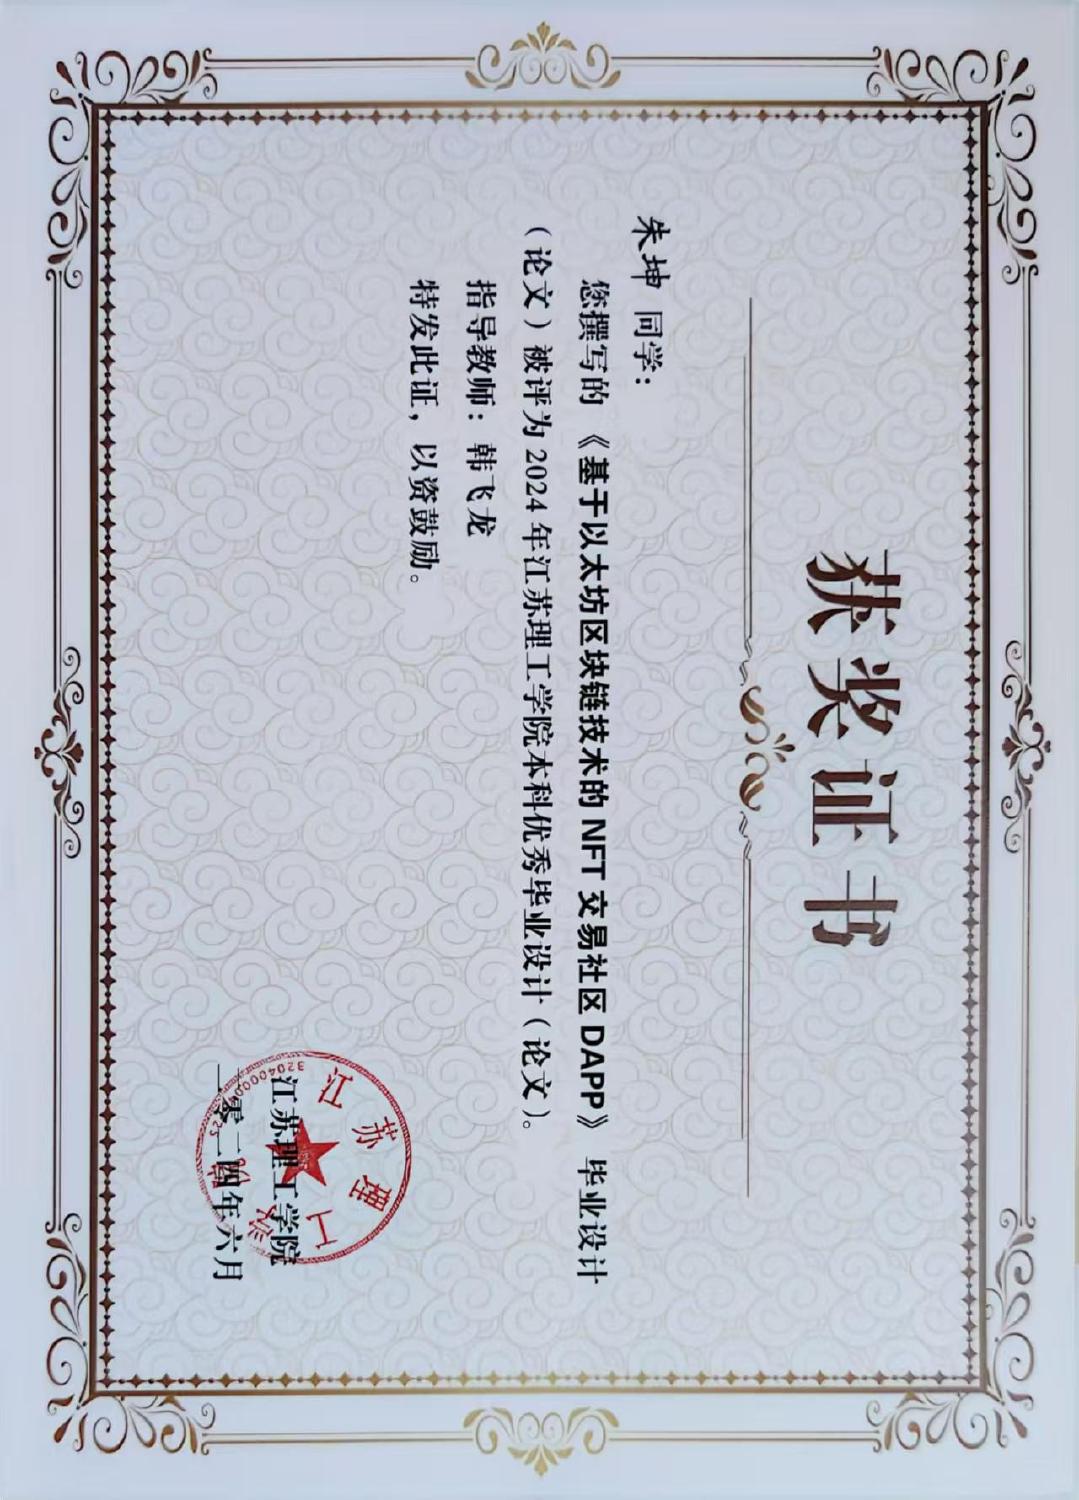 获奖证书
朱坤 同学：
您撰写的 《基于以太坊区块链技术的 NFT 交易社区 DAPP》 毕业设计
（论文）被评为 2024 年江苏理工学院本科优秀毕业设计（论文）。
指导教师：韩飞龙
特发此证，以资鼓励。
江苏理工学院
二零二四年六月
江苏理工学院